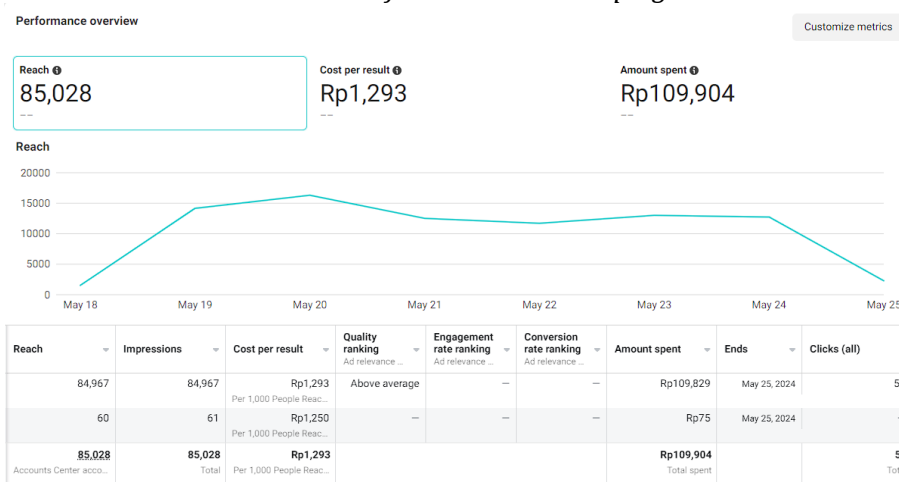 Performance overview
Customize metrics
Reach
85,028
--
Cost per result
Rp1,293
--
Amount spent
Rp109,904
--
Reach
20000
15000
10000
5000
0
May 18 May 19 May 20 May 21 May 22 May 23 May 24 May 25
Reach Impressions Cost per result Quality ranking Ad relevance ... Engagement rate ranking Ad relevance ... Conversion rate ranking Ad relevance ... Amount spent Ends Clicks (all)
84,967 84,967 Rp1,293 Above average — — Rp109,829 May 25, 2024 5
Per 1,000 People Reac...
60 61 Rp1,250 — — — Rp75 May 25, 2024
Per 1,000 People Reac...
85,028 85,028 Rp1,293 Rp109,904 5
Accounts Center acco... Total Per 1,000 People Reac... Total spent Tot